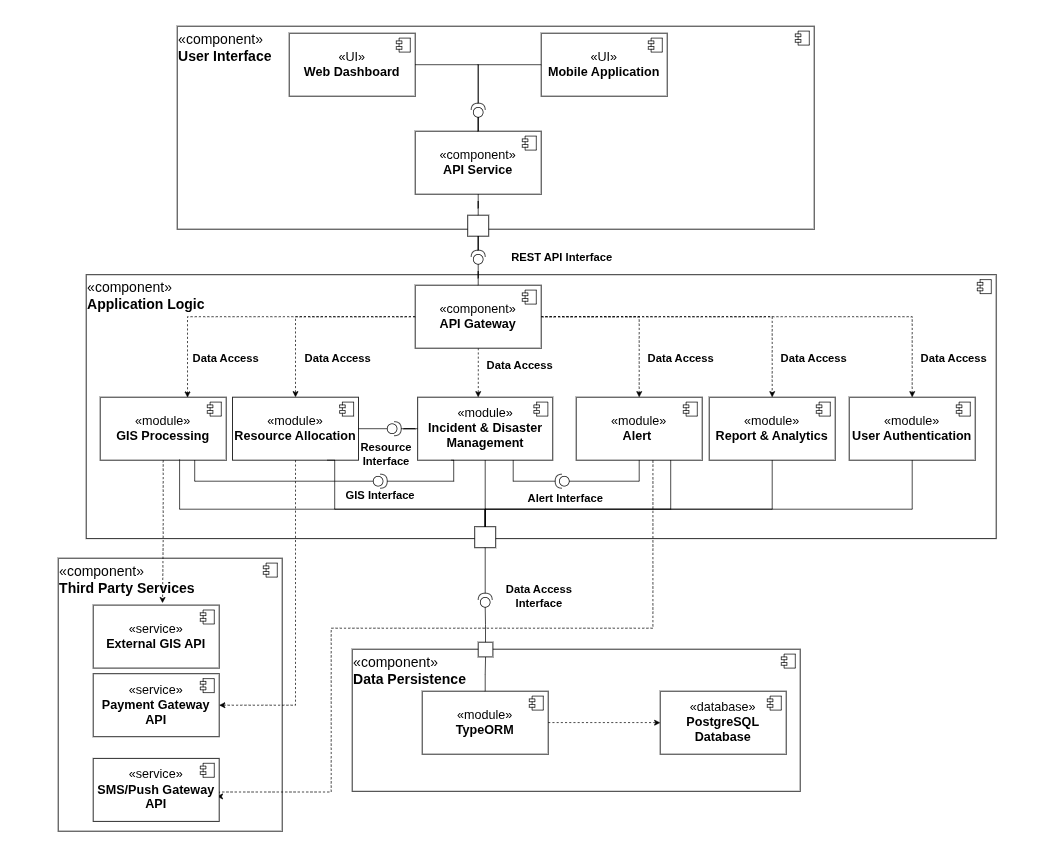 «component»
User Interface
«UI»
Web Dashboard
«UI»
Mobile Application
«component»
API Service
REST API Interface
«component»
Application Logic
«component»
API Gateway
Data Access
Data Access
Data Access
Data Access
Data Access
Data Access
«module»
GIS Processing
«module»
Resource Allocation
«module»
Incident & Disaster
Management
«module»
Alert
«module»
Report & Analytics
«module»
User Authentication
Resource
Interface
GIS Interface
Alert Interface
«component»
Third Party Services
Data Access
Interface
«service»
External GIS API
«service»
Payment Gateway
API
«service»
SMS/Push Gateway
API
«component»
Data Persistence
«module»
TypeORM
«database»
PostgreSQL
Database